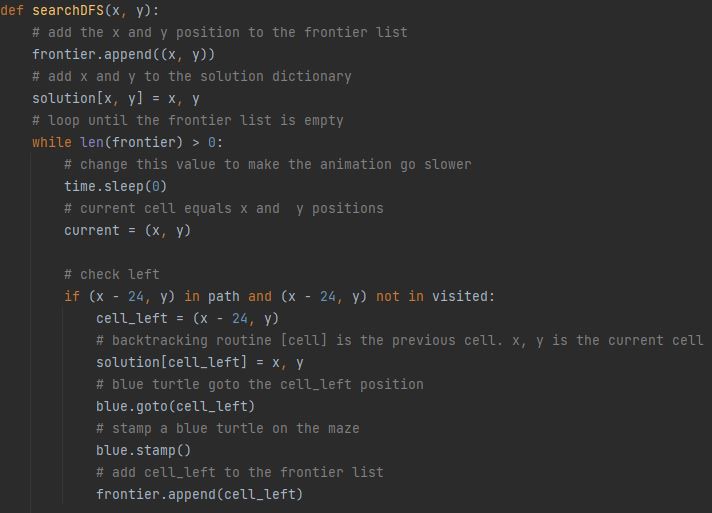 def searchDFS(x, y):
    # add the x and y position to the frontier list
    frontier.append((x, y))
    # add x and y to the solution dictionary
    solution[x, y] = x, y
    # loop until the frontier list is empty
    while len(frontier) > 0:
        # change this value to make the animation go slower
        time.sleep(0)
        # current cell equals x and  y positions
        current = (x, y)

        # check left
        if (x - 24, y) in path and (x - 24, y) not in visited:
            cell_left = (x - 24, y)
            # backtracking routine [cell] is the previous cell. x, y is the current cell
            solution[cell_left] = x, y
            # blue turtle goto the cell_left position
            blue.goto(cell_left)
            # stamp a blue turtle on the maze
            blue.stamp()
            # add cell_left to the frontier list
            frontier.append(cell_left)